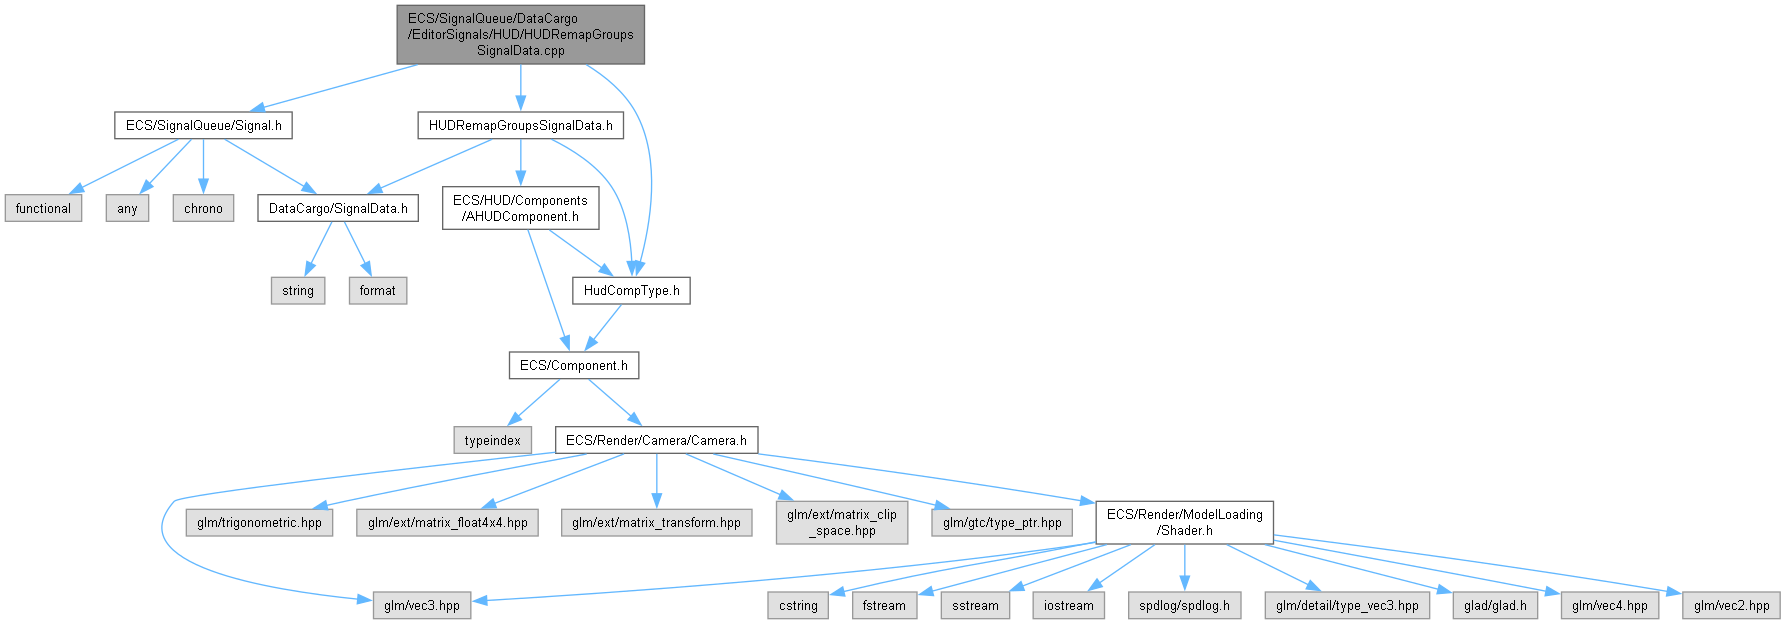 ECS/SignalQueue/DataCargo
/EditorSignals/HUD/HUDRemapGroups
SignalData.cpp
ECS/SignalQueue/Signal.h
HUDRemapGroupsSignalData.h
functional
any
chrono
DataCargo/SignalData.h
ECS/HUD/Components
/AHUDComponent.h
string
format
HudCompType.h
ECS/Component.h
typeindex
ECS/Render/Camera/Camera.h
glm/trigonometric.hpp
glm/ext/matrix_float4x4.hpp
glm/ext/matrix_transform.hpp
glm/ext/matrix_clip
_space.hpp
glm/gtc/type_ptr.hpp
ECS/Render/ModelLoading
/Shader.h
glm/vec3.hpp
cstring
fstream
sstream
iostream
spdlog/spdlog.h
glm/detail/type_vec3.hpp
glad/glad.h
glm/vec4.hpp
glm/vec2.hpp